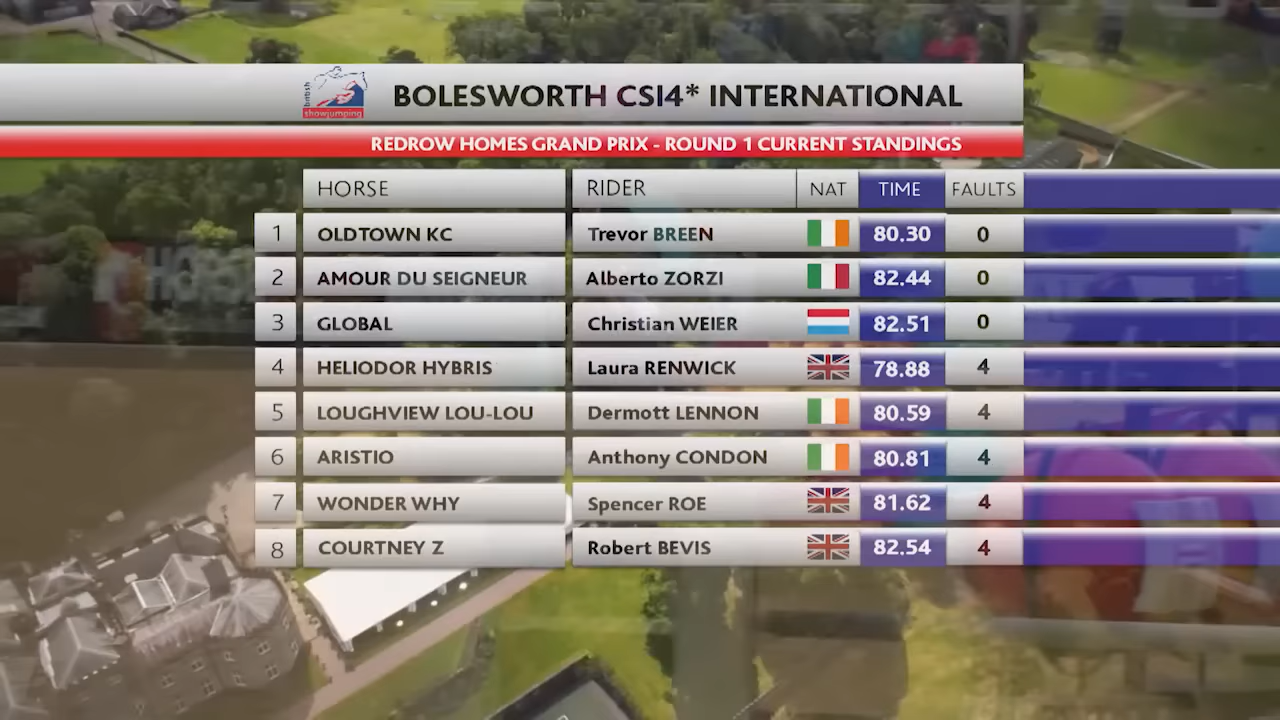 british
showjumping
BOLESWORTH CSI4* INTERNATIONAL
REDROW HOMES GRAND PRIX - ROUND 1 CURRENT STANDINGS
HORSE RIDER NAT TIME FAULTS
1 OLDTOWN KC Trevor BREEN 80.30 0
2 AMOUR DU SEIGNEUR Alberto ZORZI 82.44 0
3 GLOBAL Christian WEIER 82.51 0
4 HELIODOR HYBRIS Laura RENWICK 78.88 4
5 LOUGHVIEW LOU-LOU Dermott LENNON 80.59 4
6 ARISTIO Anthony CONDON 80.81 4
7 WONDER WHY Spencer ROE 81.62 4
8 COURTNEY Z Robert BEVIS 82.54 4
HORSE